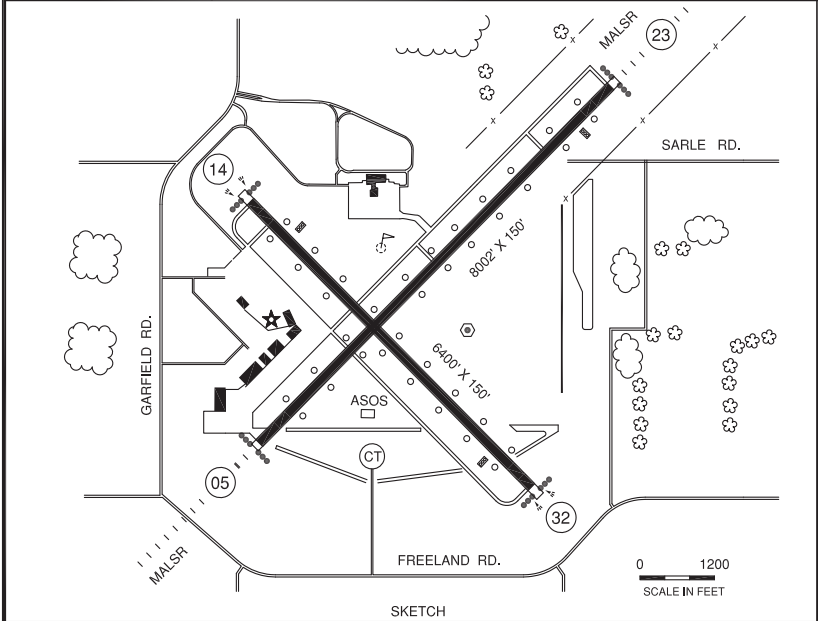 MALSR
23
SARLE RD.
14
8002' X 150'
GARFIELD RD.
6400' X 150'
ASOS
CT
05
32
MALSR
FREELAND RD.
0 1200
SCALE IN FEET
SKETCH